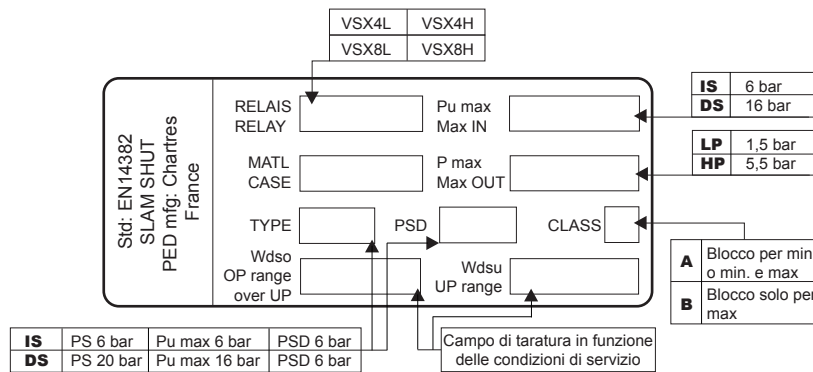 VSX4L VSX4H
VSX8L VSX8H
Std: EN14382
SLAM SHUT
PED mfg: Chartres
France
RELAIS
RELAY
Pu max
Max IN
IS 6 bar
DS 16 bar
MATL
CASE
P max
Max OUT
LP 1,5 bar
HP 5,5 bar
TYPE
PSD
CLASS
Wdso
OP range
over UP
Wdsu
UP range
A Blocco per min.
o min. e max
B Blocco solo per
max
IS PS 6 bar Pu max 6 bar PSD 6 bar
DS PS 20 bar Pu max 16 bar PSD 6 bar
Campo di taratura in funzione
delle condizioni di servizio